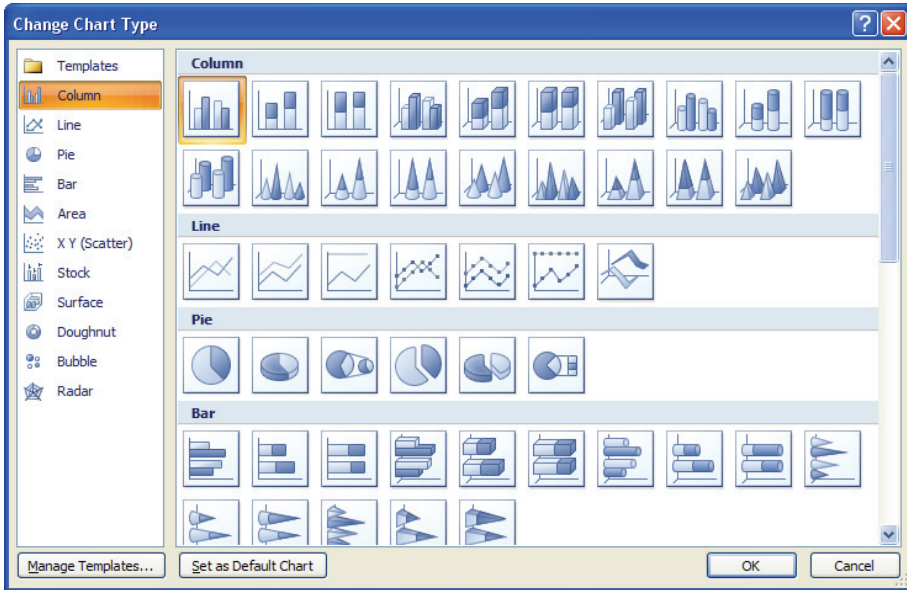 Change Chart Type
Templates
Column
Line
Pie
Bar
Area
X Y (Scatter)
Stock
Surface
Doughnut
Bubble
Radar
Column
Line
Pie
Bar
Manage Templates...
Set as Default Chart
OK
Cancel